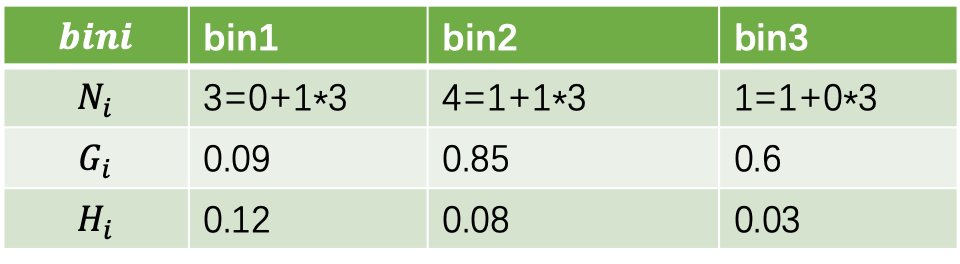 bini bin1 bin2 bin3
Nᵢ 3=0+1*3 4=1+1*3 1=1+0*3
Gᵢ 0.09 0.85 0.6
Hᵢ 0.12 0.08 0.03